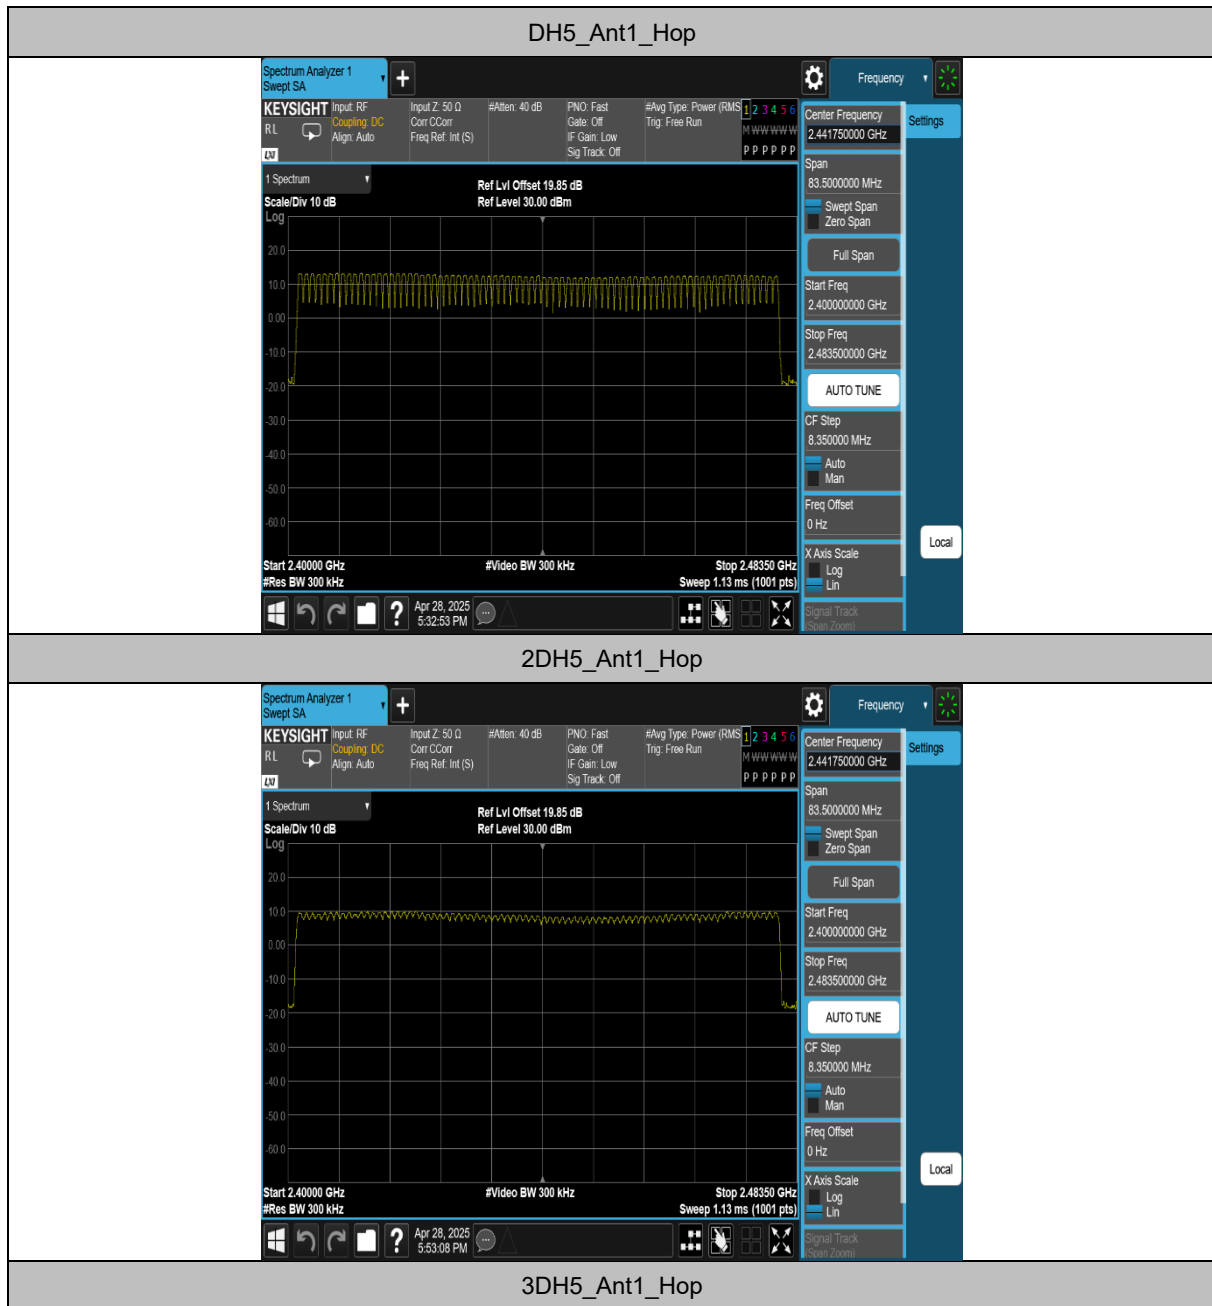 DH5_Ant1_Hop
Spectrum Analyzer 1
Swept SA
Frequency
KEYSIGHT
RL
LXI
Input: RF
Coupling: DC
Align: Auto
Input Z: 50 Ω
Corr CCorr
Freq Ref: Int (S)
#Atten: 40 dB
PNO: Fast
Gate: Off
IF Gain: Low
Sig Track: Off
#Avg Type: Power (RMS
Trig: Free Run
1 2 3 4 5 6
M W W W W W
P P P P P P
Center Frequency
2.441750000 GHz
Settings
1 Spectrum
Scale/Div 10 dB
Log
Ref Lvl Offset 19.85 dB
Ref Level 30.00 dBm
20.0
10.0
0.00
-10.0
-20.0
-30.0
-40.0
-50.0
-60.0
Span
83.5000000 MHz
Swept Span
Zero Span
Full Span
Start Freq
2.400000000 GHz
Stop Freq
2.483500000 GHz
AUTO TUNE
CF Step
8.350000 MHz
Auto
Man
Freq Offset
0 Hz
Local
X Axis Scale
Log
Lin
Signal Track
(Span Zoom)
Start 2.40000 GHz
#Res BW 300 kHz
#Video BW 300 kHz
Stop 2.48350 GHz
Sweep 1.13 ms (1001 pts)
?
Apr 28, 2025
5:32:53 PM
2DH5_Ant1_Hop
Spectrum Analyzer 1
Swept SA
Frequency
KEYSIGHT
RL
LXI
Input: RF
Coupling: DC
Align: Auto
Input Z: 50 Ω
Corr CCorr
Freq Ref: Int (S)
#Atten: 40 dB
PNO: Fast
Gate: Off
IF Gain: Low
Sig Track: Off
#Avg Type: Power (RMS
Trig: Free Run
1 2 3 4 5 6
M W W W W W
P P P P P P
Center Frequency
2.441750000 GHz
Settings
1 Spectrum
Scale/Div 10 dB
Log
Ref Lvl Offset 19.85 dB
Ref Level 30.00 dBm
20.0
10.0
0.00
-10.0
-20.0
-30.0
-40.0
-50.0
-60.0
Span
83.5000000 MHz
Swept Span
Zero Span
Full Span
Start Freq
2.400000000 GHz
Stop Freq
2.483500000 GHz
AUTO TUNE
CF Step
8.350000 MHz
Auto
Man
Freq Offset
0 Hz
Local
X Axis Scale
Log
Lin
Signal Track
(Span Zoom)
Start 2.40000 GHz
#Res BW 300 kHz
#Video BW 300 kHz
Stop 2.48350 GHz
Sweep 1.13 ms (1001 pts)
?
Apr 28, 2025
5:53:08 PM
3DH5_Ant1_Hop